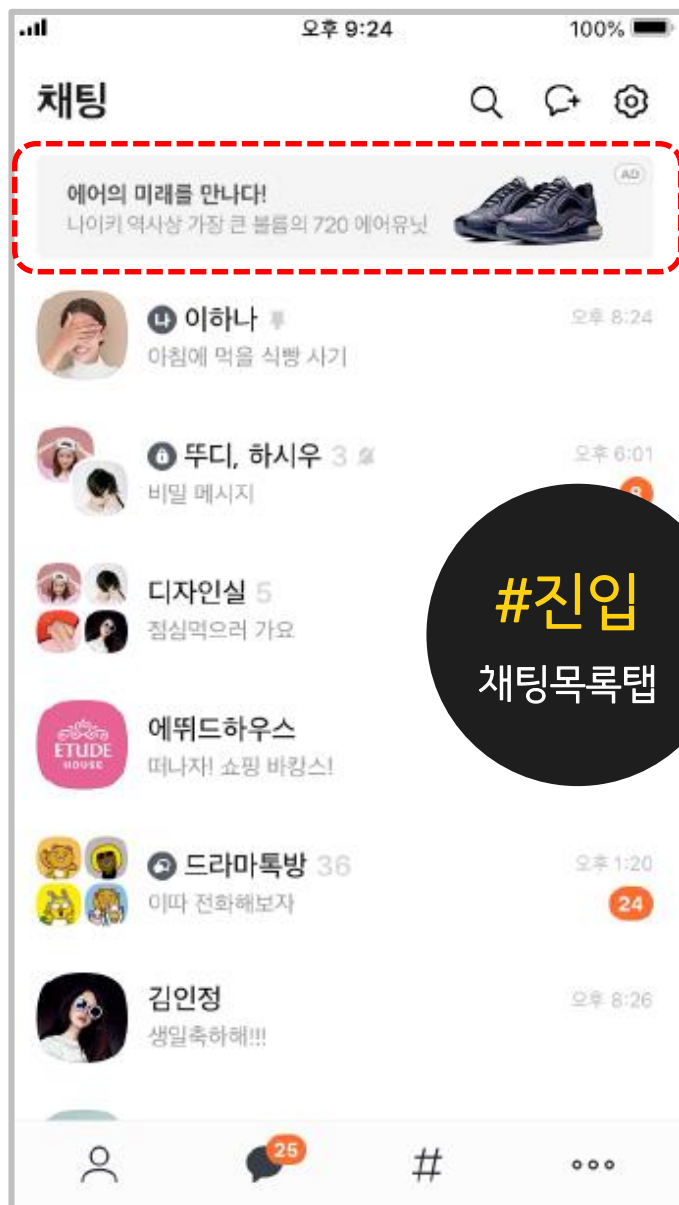 오후 9:24
100%
채팅
에어의 미래를 만나다!
AD
나이키 역사상 가장 큰 볼륨의 720 에어유닛
나 이하나
오후 8:24
아침에 먹을 식빵 사기
뚜디, 하시우 3
오후 6:01
비밀 메시지
#진입
채팅목록탭
디자인실 5
점심먹으러 가요
ETUDE
HOUSE
에뛰드하우스
떠나자! 쇼핑 바캉스!
드라마톡방 36
오후 1:20
이따 전화해보자
24
김인정
오후 8:26
생일축하해!!!
25
#